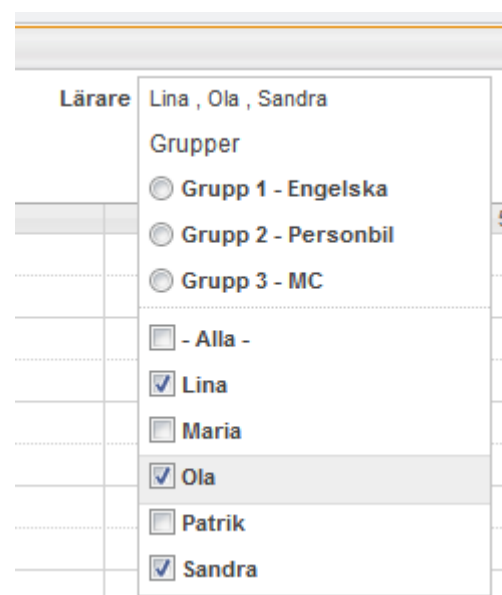 Lärare Lina , Ola , Sandra
Grupper
Grupp 1 - Engelska
Grupp 2 - Personbil
Grupp 3 - MC
- Alla -
Lina
Maria
Ola
Patrik
Sandra